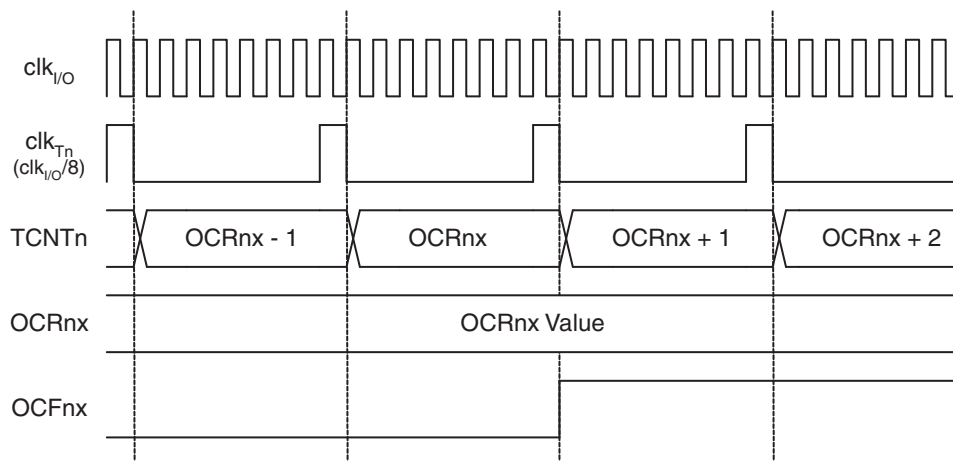 clkI/O
clkTn
(clkI/O/8)
TCNTn
OCRnx - 1
OCRnx
OCRnx + 1
OCRnx + 2
OCRnx
OCRnx Value
OCFnx